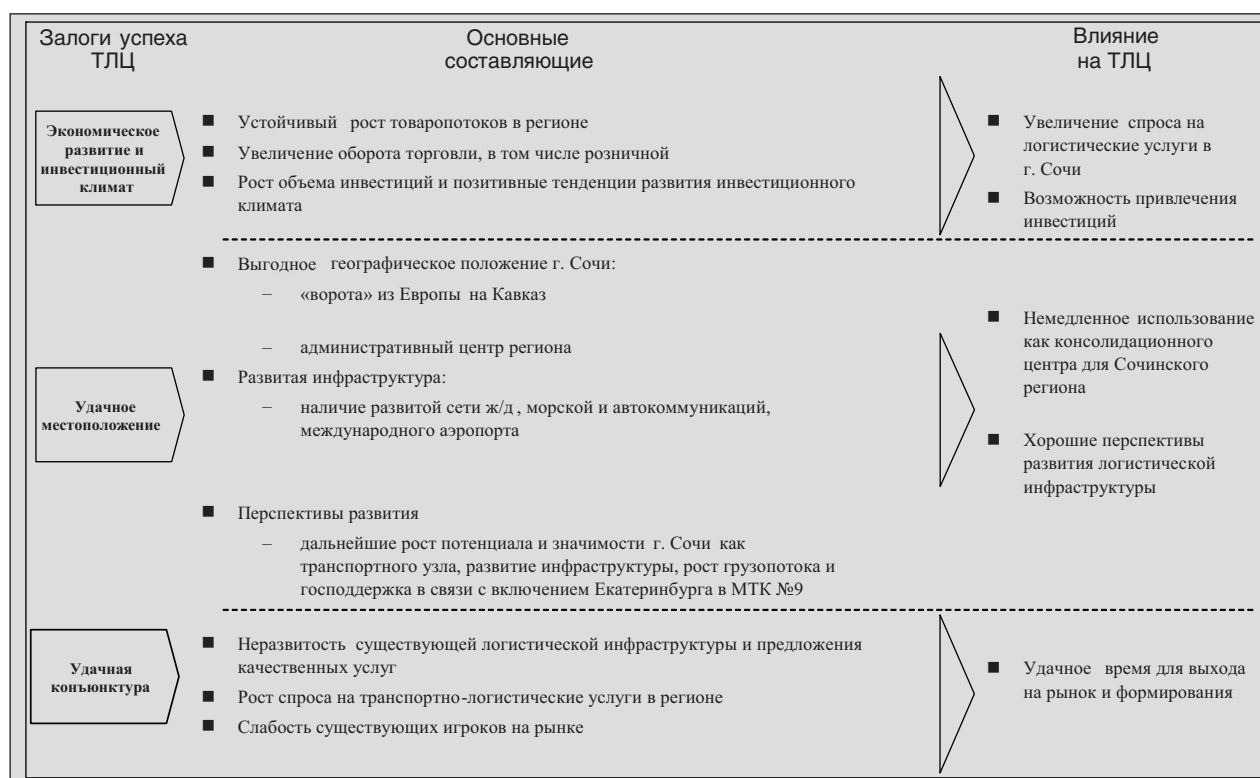 Залоги успеха
ТЛЦ
Основные
составляющие
Влияние
на ТЛЦ
Экономическое
развитие и
инвестиционный
климат
■ Устойчивый рост товаропотоков в регионе
■ Увеличение оборота торговли, в том числе розничной
■ Рост объема инвестиций и позитивные тенденции развития инвестиционного
климата
■ Увеличение спроса на
логистические услуги в
г. Сочи
■ Возможность привлечения
инвестиций
Удачное
местоположение
■ Выгодное географическое положение г. Сочи:
– «ворота» из Европы на Кавказ
– административный центр региона
■ Развитая инфраструктура:
– наличие развитой сети ж/д , морской и автокоммуникаций,
международного аэропорта
■ Перспективы развития
– дальнейшие рост потенциала и значимости г. Сочи как
транспортного узла, развитие инфраструктуры, рост грузопотока и
господдержка в связи с включением Екатеринбурга в МТК №9
■ Немедленное использование
как консолидационного
центра для Сочинского
региона
■ Хорошие перспективы
развития логистической
инфраструктуры
Удачная
конъюнктура
■ Неразвитость существующей логистической инфраструктуры и предложения
качественных услуг
■ Рост спроса на транспортно-логистические услуги в регионе
■ Слабость существующих игроков на рынке
■ Удачное время для выхода
на рынок и формирования